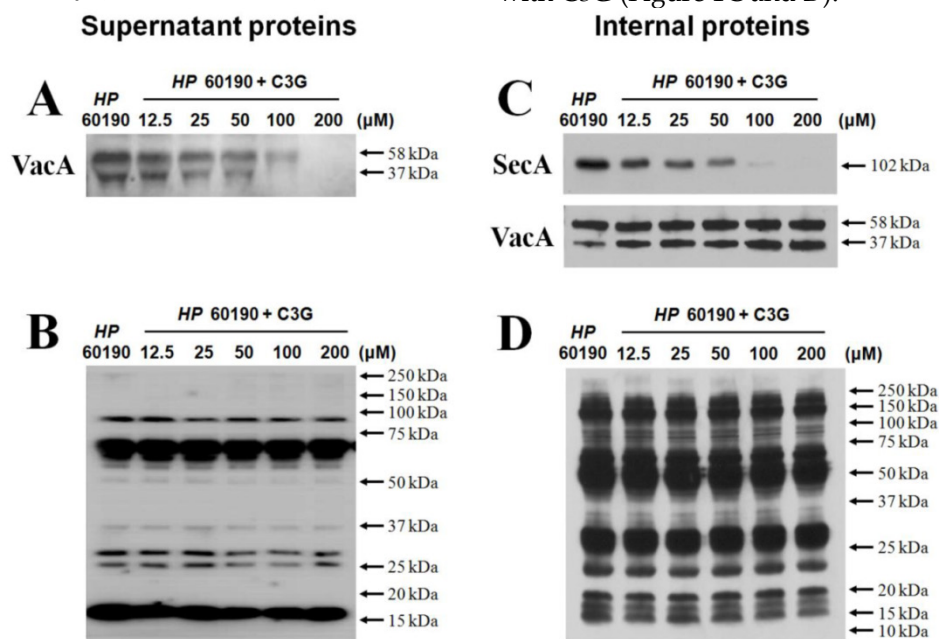 with C3G (Figure 1C and D).
Supernatant proteins
Internal proteins
A
HP 60190 + C3G
HP
60190 12.5 25 50 100 200 (μM)
VacA
58 kDa
37 kDa
C
HP 60190 + C3G
HP
60190 12.5 25 50 100 200 (μM)
SecA
102 kDa
VacA
58 kDa
37 kDa
B
HP 60190 + C3G
HP
60190 12.5 25 50 100 200 (μM)
250 kDa
150 kDa
100 kDa
75 kDa
50 kDa
37 kDa
25 kDa
20 kDa
15 kDa
D
HP 60190 + C3G
HP
60190 12.5 25 50 100 200 (μM)
250 kDa
150 kDa
100 kDa
75 kDa
50 kDa
37 kDa
25 kDa
20 kDa
15 kDa
10 kDa